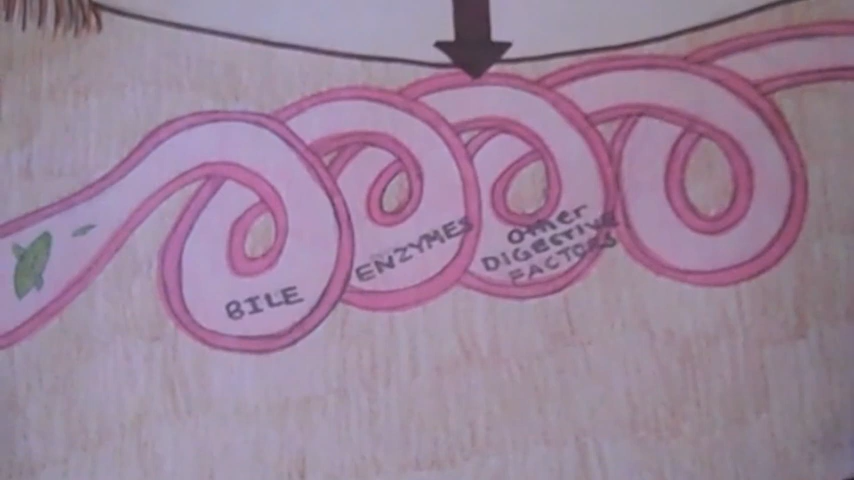 BILE
ENZYMES
OTHER
DIGESTIVE
FACTORS